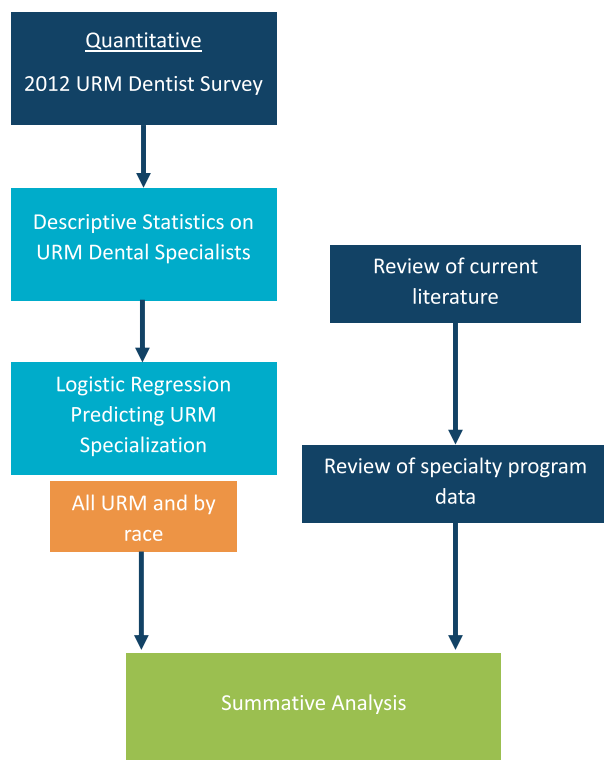 Quantitative
2012 URM Dentist Survey
Descriptive Statistics on
URM Dental Specialists
Logistic Regression
Predicting URM
Specialization
All URM and by
race
Review of current
literature
Review of specialty program
data
Summative Analysis